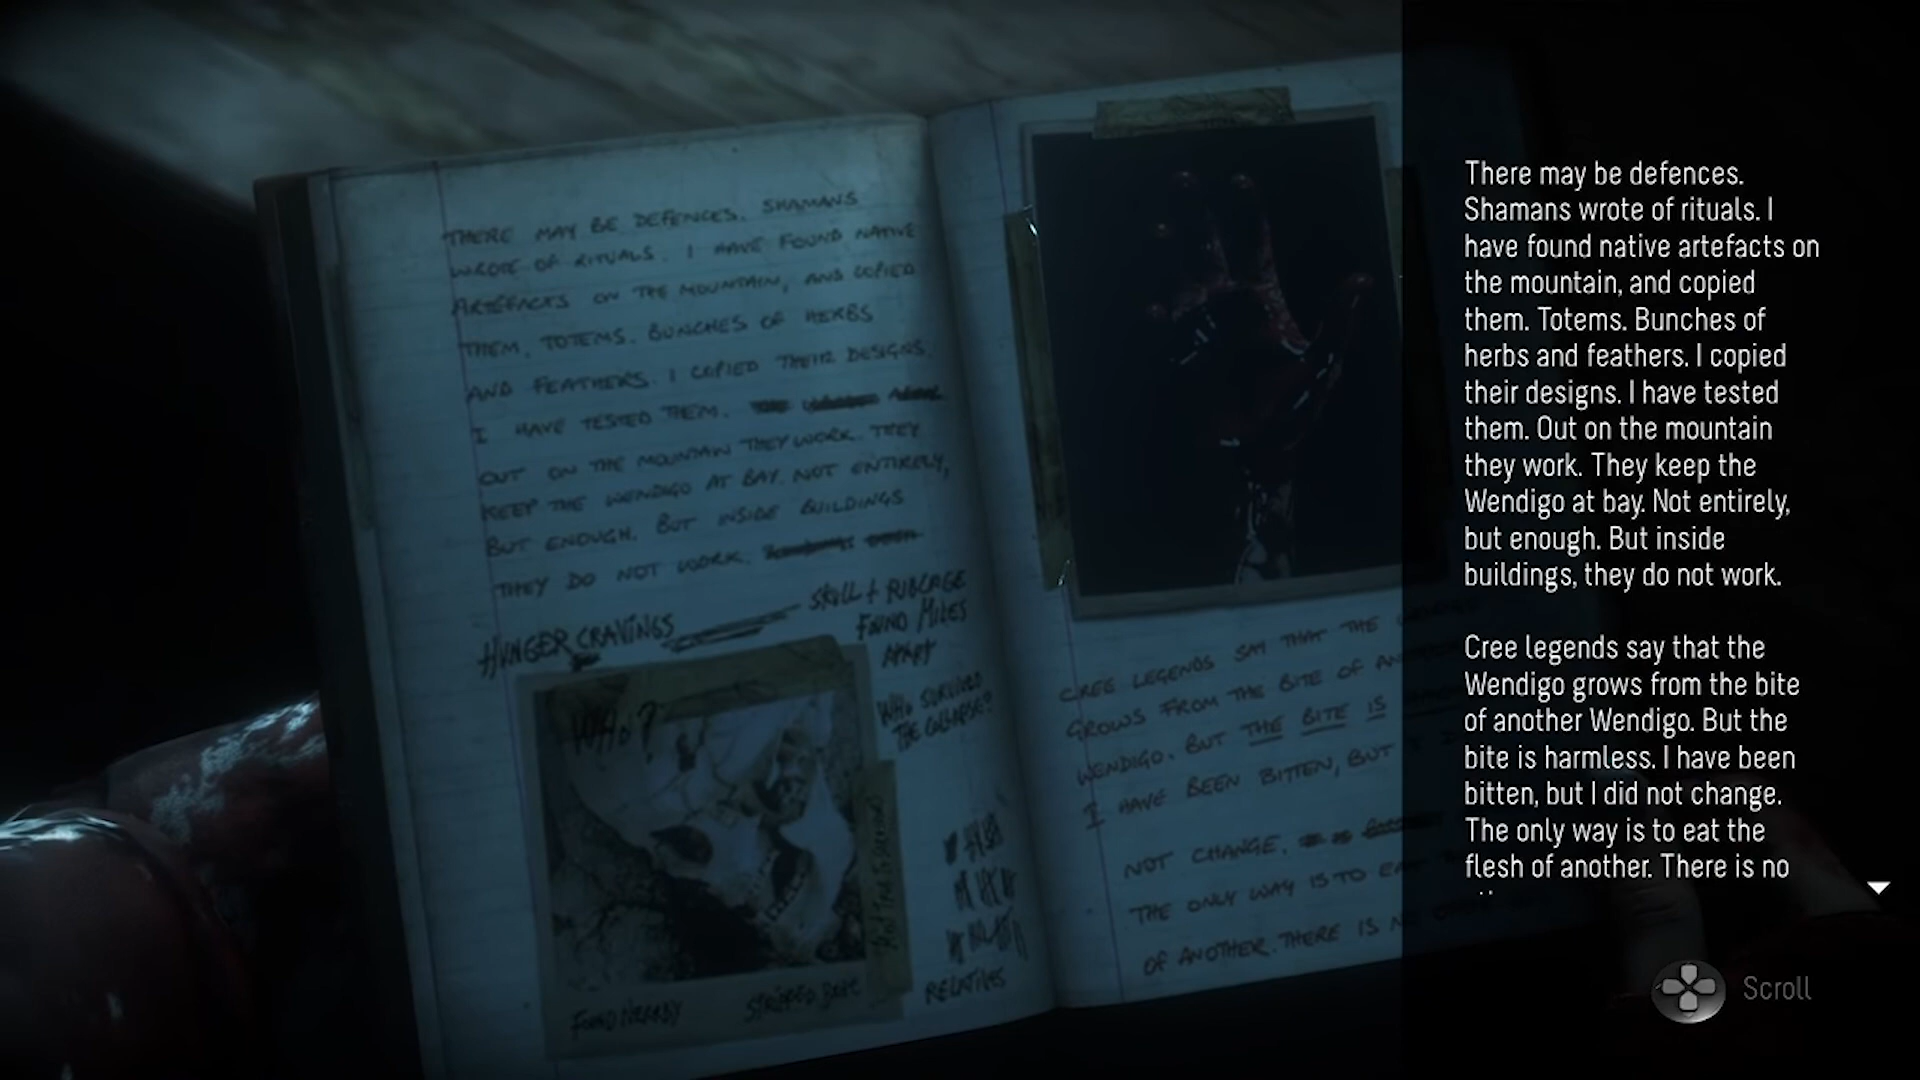 THERE MAY BE DEFENCES. SHAMANS
WROTE OF RITUALS. I HAVE FOUND NATIVE
ARTEFACTS ON THE MOUNTAIN, AND COPIED
THEM. TOTEMS. BUNCHES OF HERBS
AND FEATHERS. I COPIED THEIR DESIGNS
I HAVE TESTED THEM.
OUT ON THE MOUNTAIN THEY WORK. THEY
KEEP THE WENDIGO AT BAY. NOT ENTIRELY,
BUT ENOUGH. BUT INSIDE BUILDINGS
THEY DO NOT WORK.
HUNGER CRAVINGS
SKULL + RIBCAGE
FOUND MILES
APART
WHO?
WHO SURVIVED
THE COLLAPSE?
FOUND NEARBY
STRIPPED BARE
RELATIVES
CREE LEGENDS SAY THAT THE
GROWS FROM THE BITE OF
WENDIGO. BUT THE BITE IS
I HAVE BEEN BITTEN, BUT
NOT CHANGE.
THE ONLY WAY IS TO
OF ANOTHER. THERE IS
There may be defences.
Shamans wrote of rituals. I
have found native artefacts on
the mountain, and copied
them. Totems. Bunches of
herbs and feathers. I copied
their designs. I have tested
them. Out on the mountain
they work. They keep the
Wendigo at bay. Not entirely,
but enough. But inside
buildings, they do not work.
Cree legends say that the
Wendigo grows from the bite
of another Wendigo. But the
bite is harmless. I have been
bitten, but I did not change.
The only way is to eat the
flesh of another. There is no
Scroll